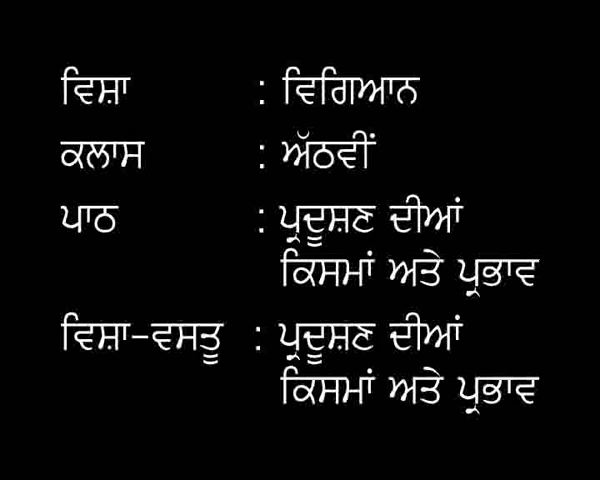 ਵਿਸ਼ਾ : ਵਿਗਿਆਨ
ਕਲਾਸ : ਅੱਠਵੀਂ
ਪਾਠ : ਪ੍ਰਦੂਸ਼ਣ ਦੀਆਂ
ਕਿਸਮਾਂ ਅਤੇ ਪ੍ਰਭਾਵ
ਵਿਸ਼ਾ-ਵਸਤੂ : ਪ੍ਰਦੂਸ਼ਣ ਦੀਆਂ
ਕਿਸਮਾਂ ਅਤੇ ਪ੍ਰਭਾਵ